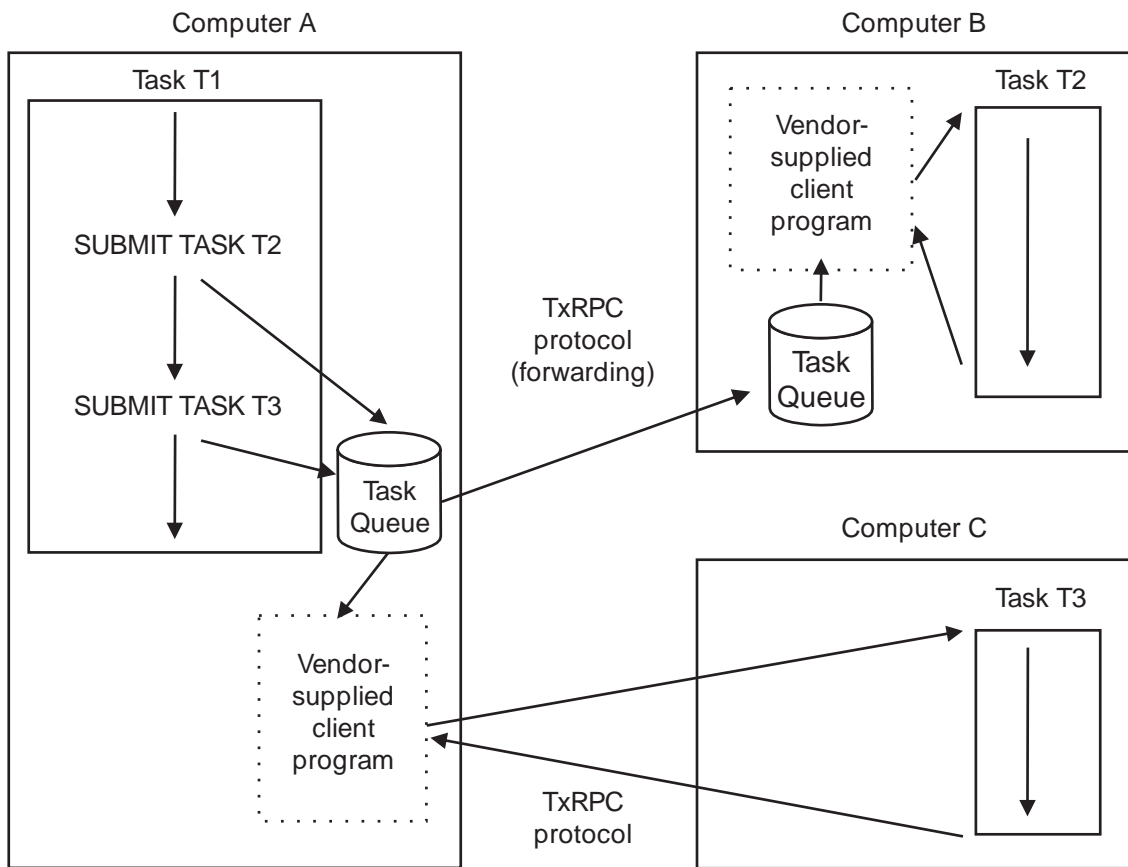 Computer A
Task T1
SUBMIT TASK T2
SUBMIT TASK T3
Task
Queue
Vendor-
supplied
client
program
TxRPC
protocol
(forwarding)
TxRPC
protocol
Computer B
Vendor-
supplied
client
program
Task T2
Task
Queue
Computer C
Task T3